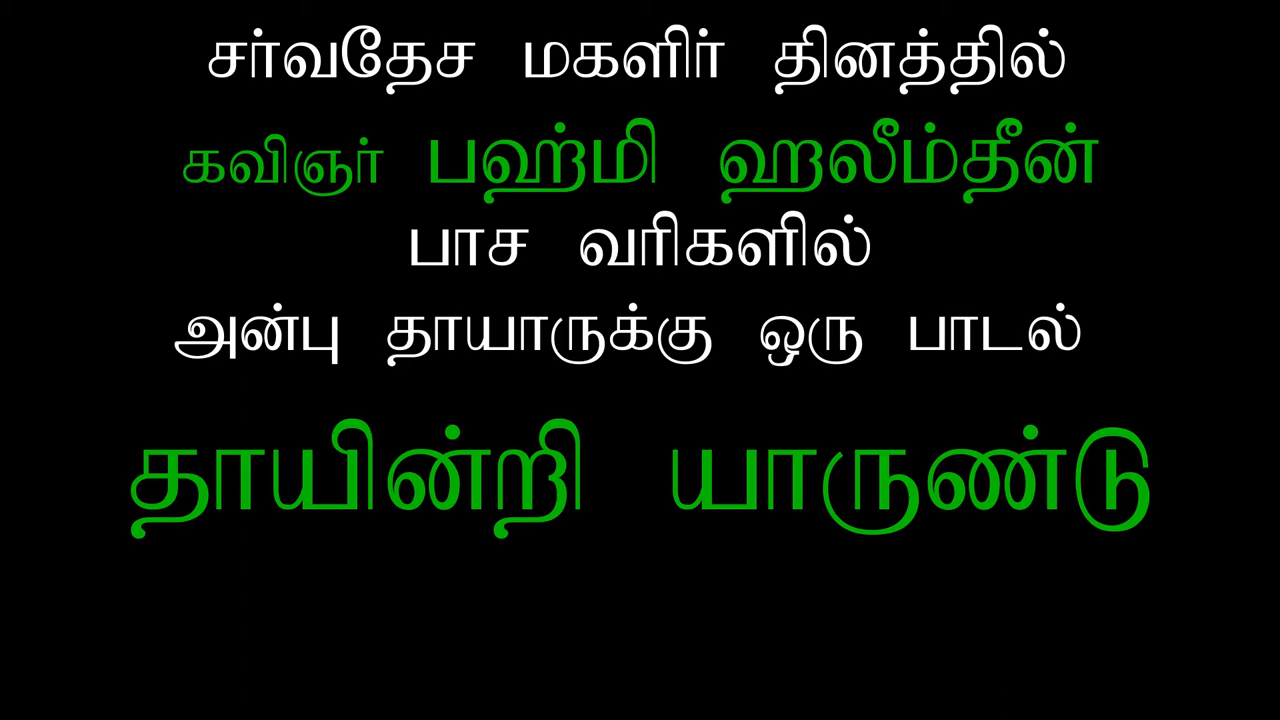 சர்வதேச மகளிர் தினத்தில்
கவிஞர் பஹ்மி ஹலீம்தீன்
பாச வரிகளில்
அன்பு தாயாருக்கு ஒரு பாடல்
தாயின்றி யாருண்டு